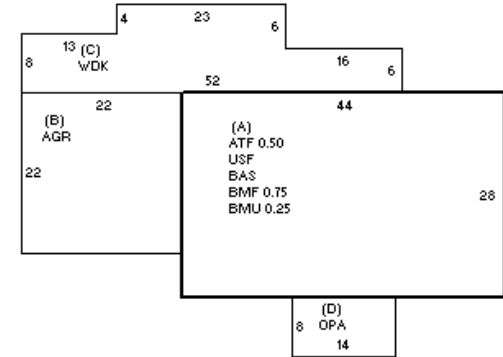 4
23
6
13
(C)
WDK
8
16
6
52
22
44
(B)
AGR
22
(A)
ATF 0.50
USF
BAS
BMF 0.75
BMU 0.25
28
(D)
OPA
8
14